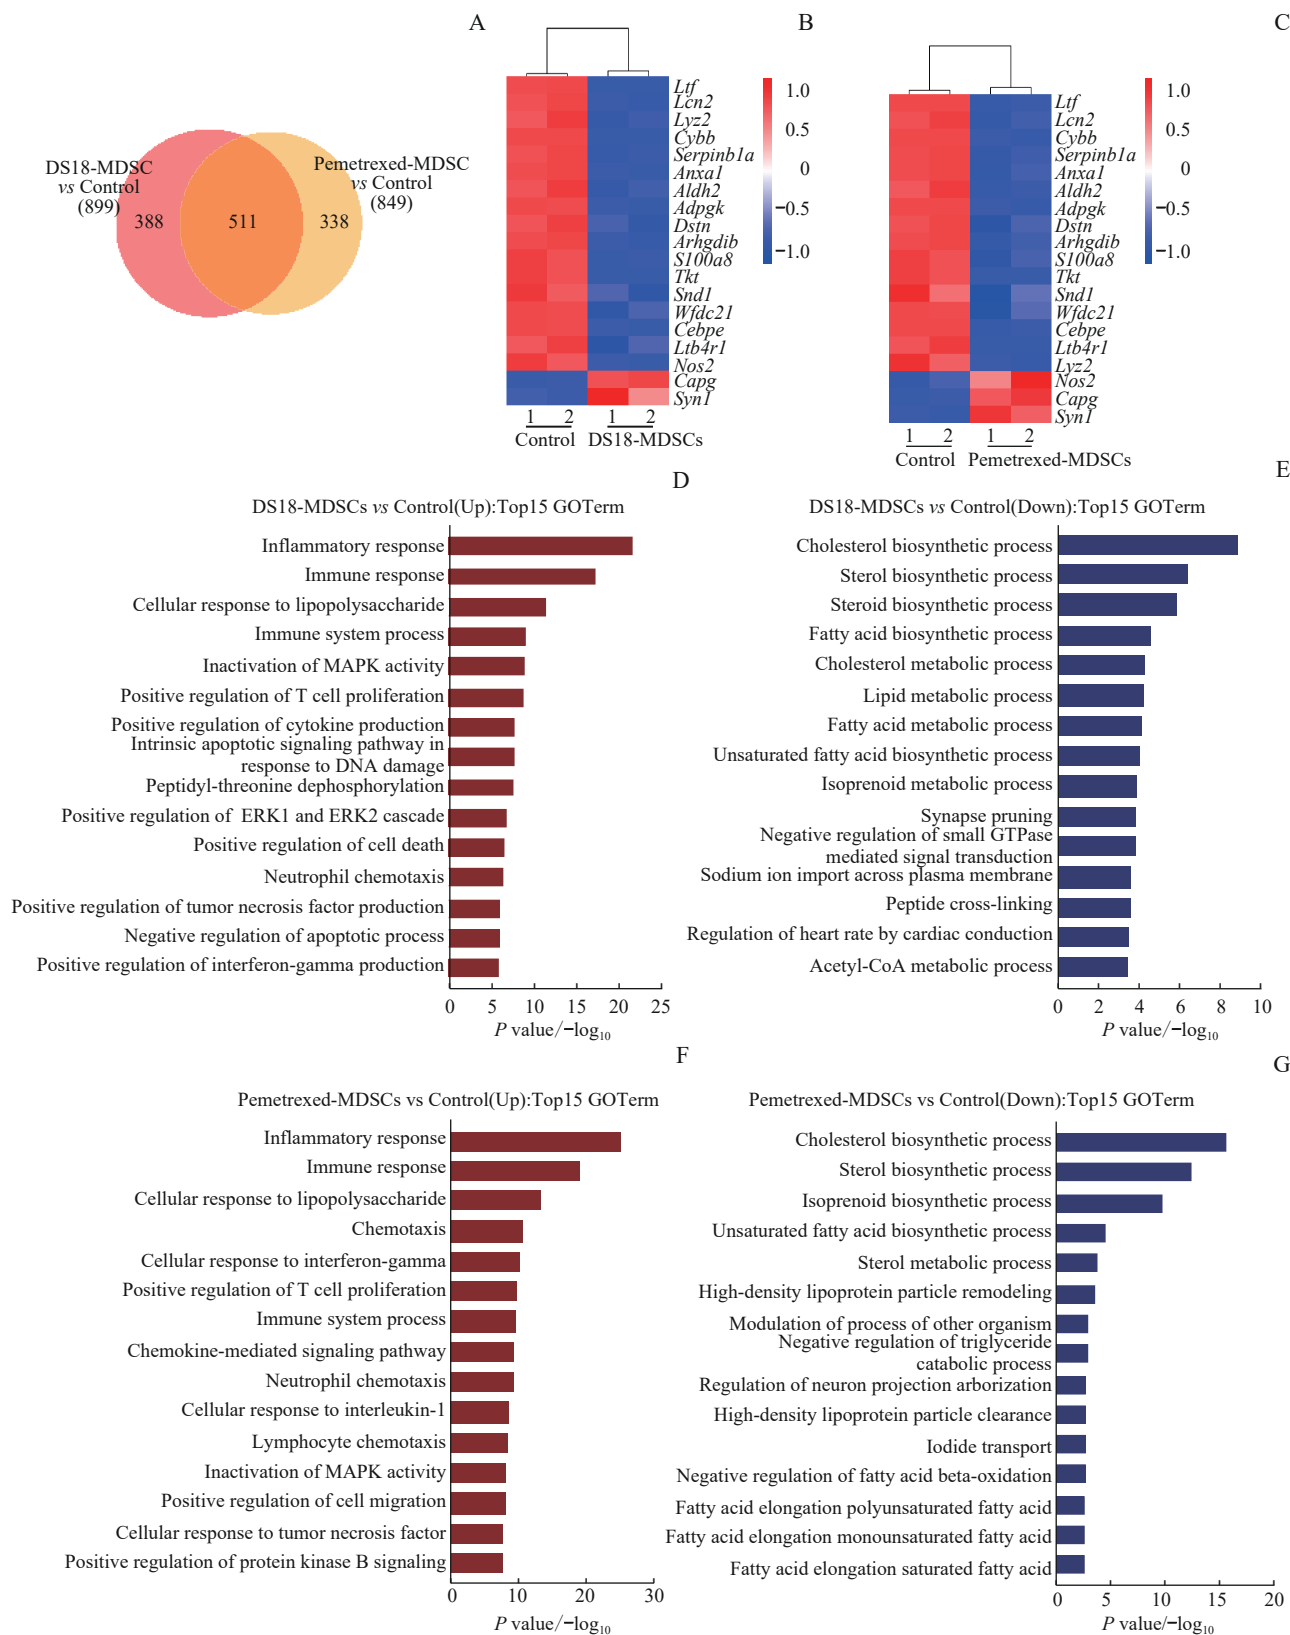 A
DS18-MDSC
vs Control
(899)
Pemetrexed-MDSC
vs Control
(849)
388
511
338
B
Ltf
Lcn2
Lyz2
Cybb
Serpinb1a
Anxa1
Aldh2
Adpgk
Dstn
Arhgdib
S100a8
Tkt
Snd1
Wfdc21
Cebpe
Ltb4r1
Nos2
Capg
Syn1
1.0
0.5
0
−0.5
−1.0
1 2 1 2
Control DS18-MDSCs
C
Ltf
Lcn2
Cybb
Serpinb1a
Anxa1
Aldh2
Adpgk
Dstn
Arhgdib
S100a8
Tkt
Snd1
Wfdc21
Cebpe
Ltb4r1
Lyz2
Nos2
Capg
Syn1
1.0
0.5
0
−0.5
−1.0
1 2 1 2
Control Pemetrexed-MDSCs
D
DS18-MDSCs vs Control(Up):Top15 GOTerm
Inflammatory response
Immune response
Cellular response to lipopolysaccharide
Immune system process
Inactivation of MAPK activity
Positive regulation of T cell proliferation
Positive regulation of cytokine production
Intrinsic apoptotic signaling pathway in
response to DNA damage
Peptidyl-threonine dephosphorylation
Positive regulation of ERK1 and ERK2 cascade
Positive regulation of cell death
Neutrophil chemotaxis
Positive regulation of tumor necrosis factor production
Negative regulation of apoptotic process
Positive regulation of interferon-gamma production
0 5 10 15 20 25
P value/−log10
E
DS18-MDSCs vs Control(Down):Top15 GOTerm
Cholesterol biosynthetic process
Sterol biosynthetic process
Steroid biosynthetic process
Fatty acid biosynthetic process
Cholesterol metabolic process
Lipid metabolic process
Fatty acid metabolic process
Unsaturated fatty acid biosynthetic process
Isoprenoid metabolic process
Synapse pruning
Negative regulation of small GTPase
mediated signal transduction
Sodium ion import across plasma membrane
Peptide cross-linking
Regulation of heart rate by cardiac conduction
Acetyl-CoA metabolic process
0 2 4 6 8 10
P value/−log10
F
Pemetrexed-MDSCs vs Control(Up):Top15 GOTerm
Inflammatory response
Immune response
Cellular response to lipopolysaccharide
Chemotaxis
Cellular response to interferon-gamma
Positive regulation of T cell proliferation
Immune system process
Chemokine-mediated signaling pathway
Neutrophil chemotaxis
Cellular response to interleukin-1
Lymphocyte chemotaxis
Inactivation of MAPK activity
Positive regulation of cell migration
Cellular response to tumor necrosis factor
Positive regulation of protein kinase B signaling
0 10 20 30
P value/−log10
G
Pemetrexed-MDSCs vs Control(Down):Top15 GOTerm
Cholesterol biosynthetic process
Sterol biosynthetic process
Isoprenoid biosynthetic process
Unsaturated fatty acid biosynthetic process
Sterol metabolic process
High-density lipoprotein particle remodeling
Modulation of process of other organism
Negative regulation of triglyceride
catabolic process
Regulation of neuron projection arborization
High-density lipoprotein particle clearance
Iodide transport
Negative regulation of fatty acid beta-oxidation
Fatty acid elongation polyunsaturated fatty acid
Fatty acid elongation monounsaturated fatty acid
Fatty acid elongation saturated fatty acid
0 5 10 15 20
P value/−log10